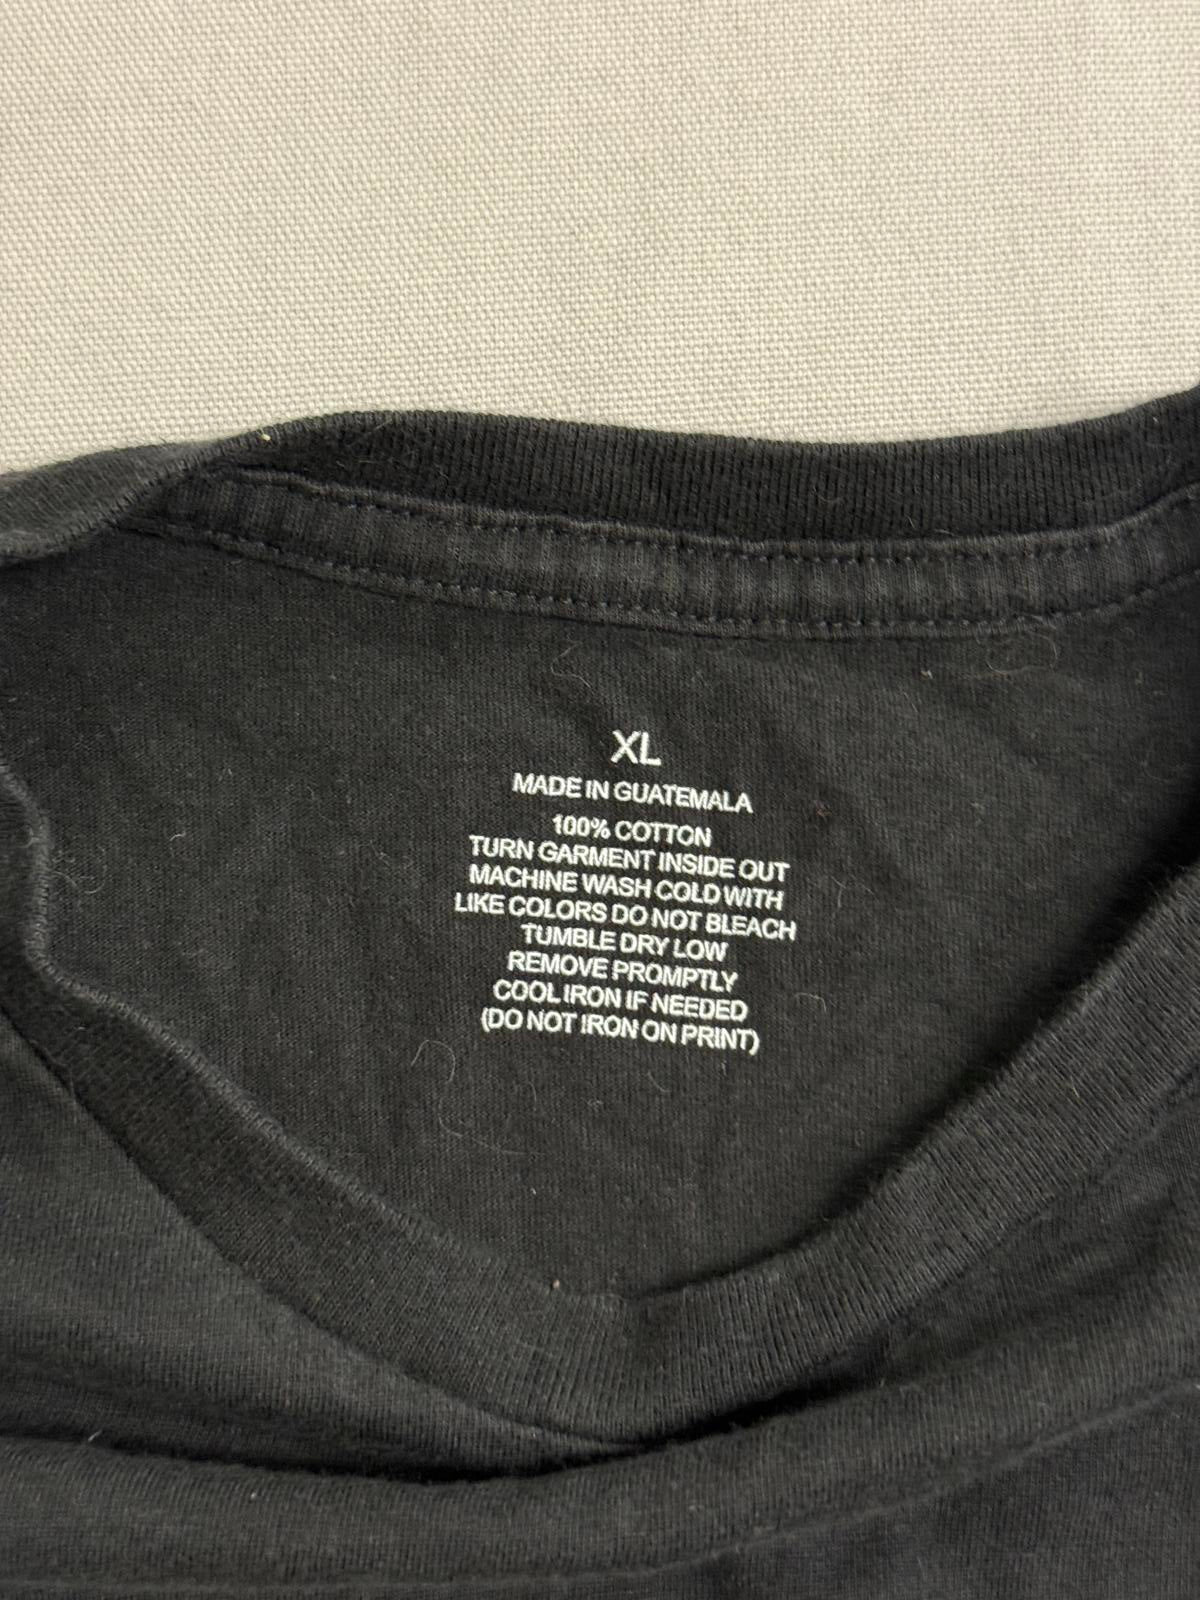 XL
MADE IN GUATEMALA
100% COTTON
TURN GARMENT INSIDE OUT
MACHINE WASH COLD WITH
LIKE COLORS DO NOT BLEACH
TUMBLE DRY LOW
REMOVE PROMPTLY
COOL IRON IF NEEDED
(DO NOT IRON ON PRINT)